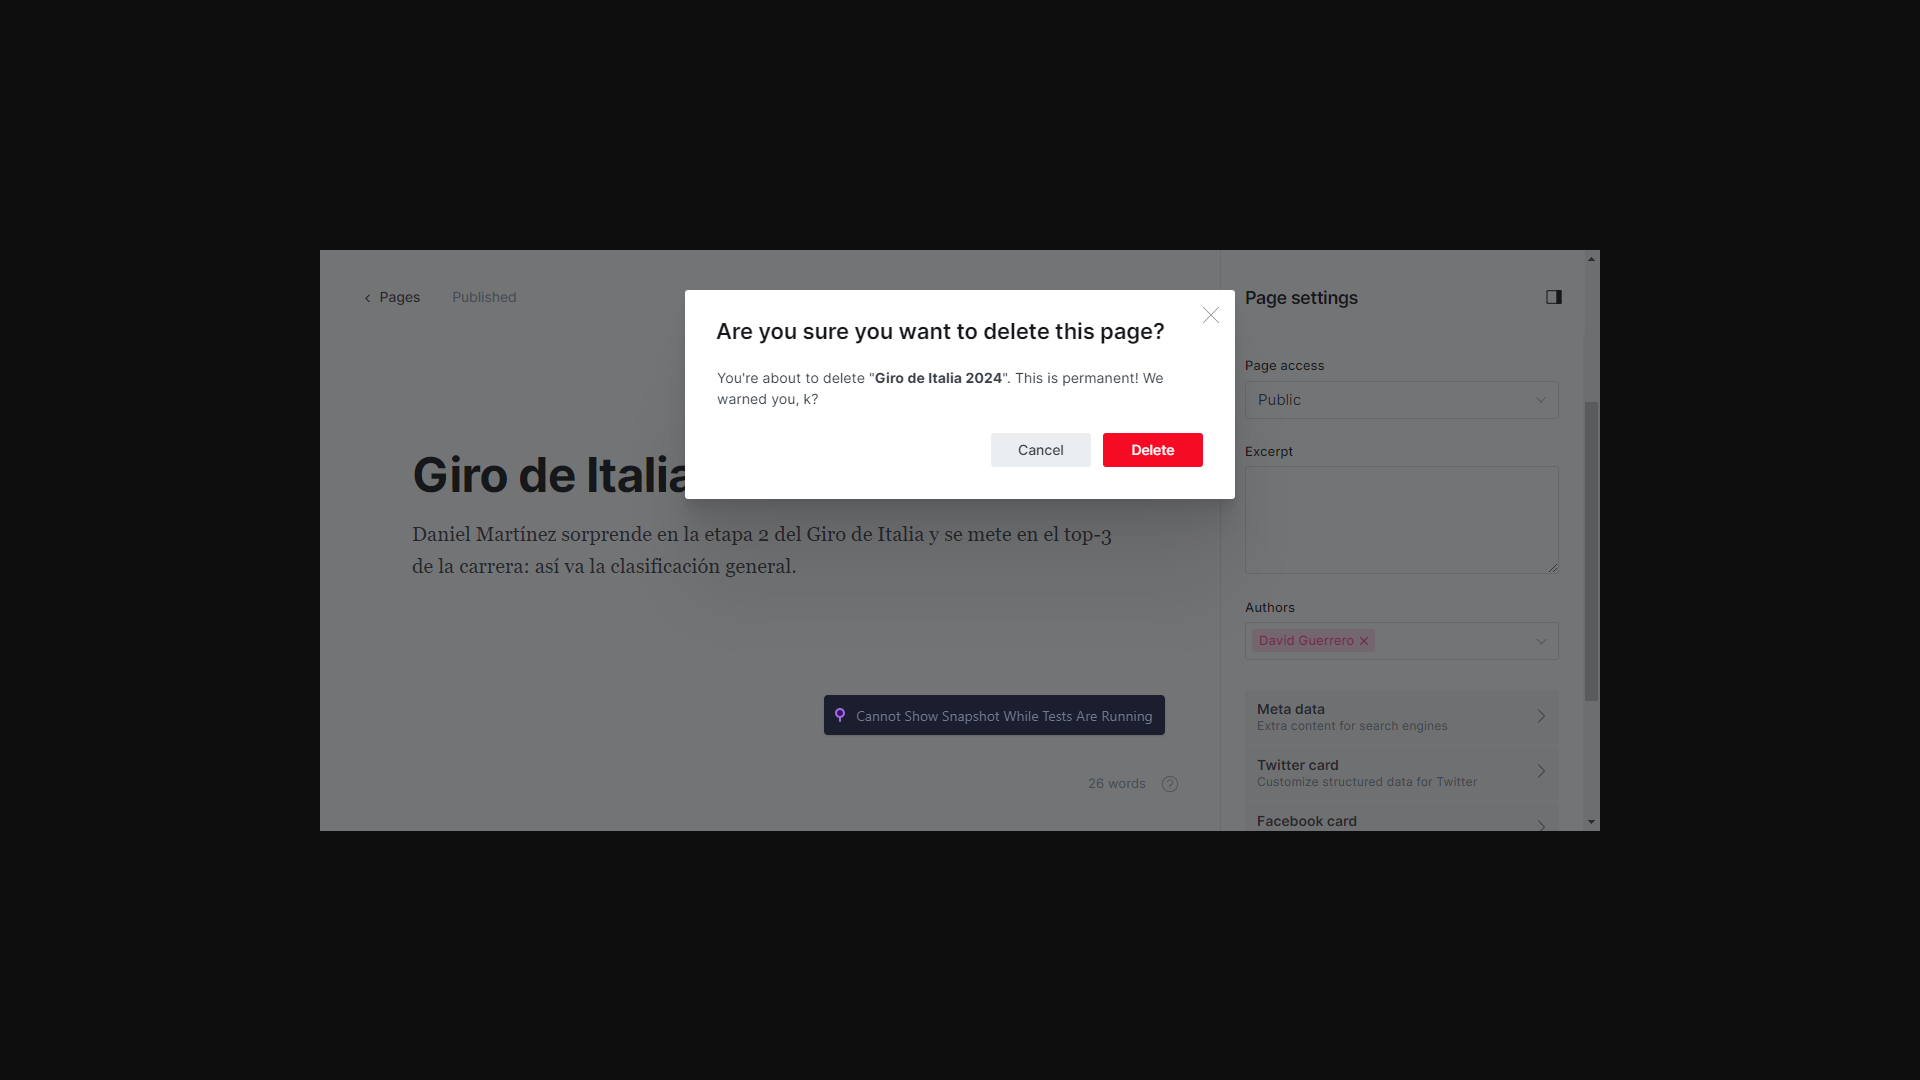 Pages
Published
Page settings
Are you sure you want to delete this page?
You're about to delete "Giro de Italia 2024". This is permanent! We
warned you, k?
Cancel
Delete
Page access
Public
Excerpt
Giro de Italia
Daniel Martínez sorprende en la etapa 2 del Giro de Italia y se mete en el top-3
de la carrera: así va la clasificación general.
Authors
David Guerrero
Cannot Show Snapshot While Tests Are Running
Meta data
Extra content for search engines
Twitter card
Customize structured data for Twitter
Facebook card
26 words
?